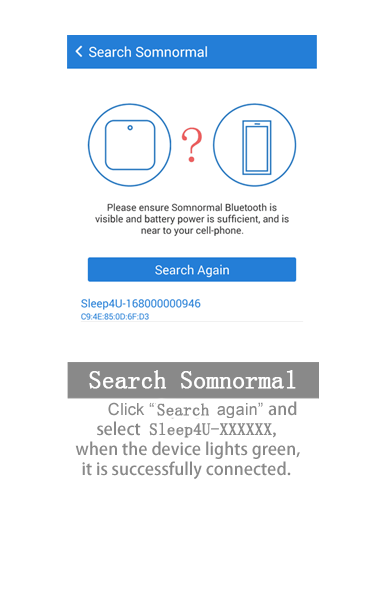 Search Somnormal
?
Please ensure Somnormal Bluetooth is
visible and battery power is sufficient, and is
near to your cell-phone.
Search Again
Sleep4U-168000000946
C9:4E:85:0D:6F:D3
Search Somnormal
Click “Search again” and
select Sleep4U-XXXXXX,
when the device lights green,
it is successfully connected.